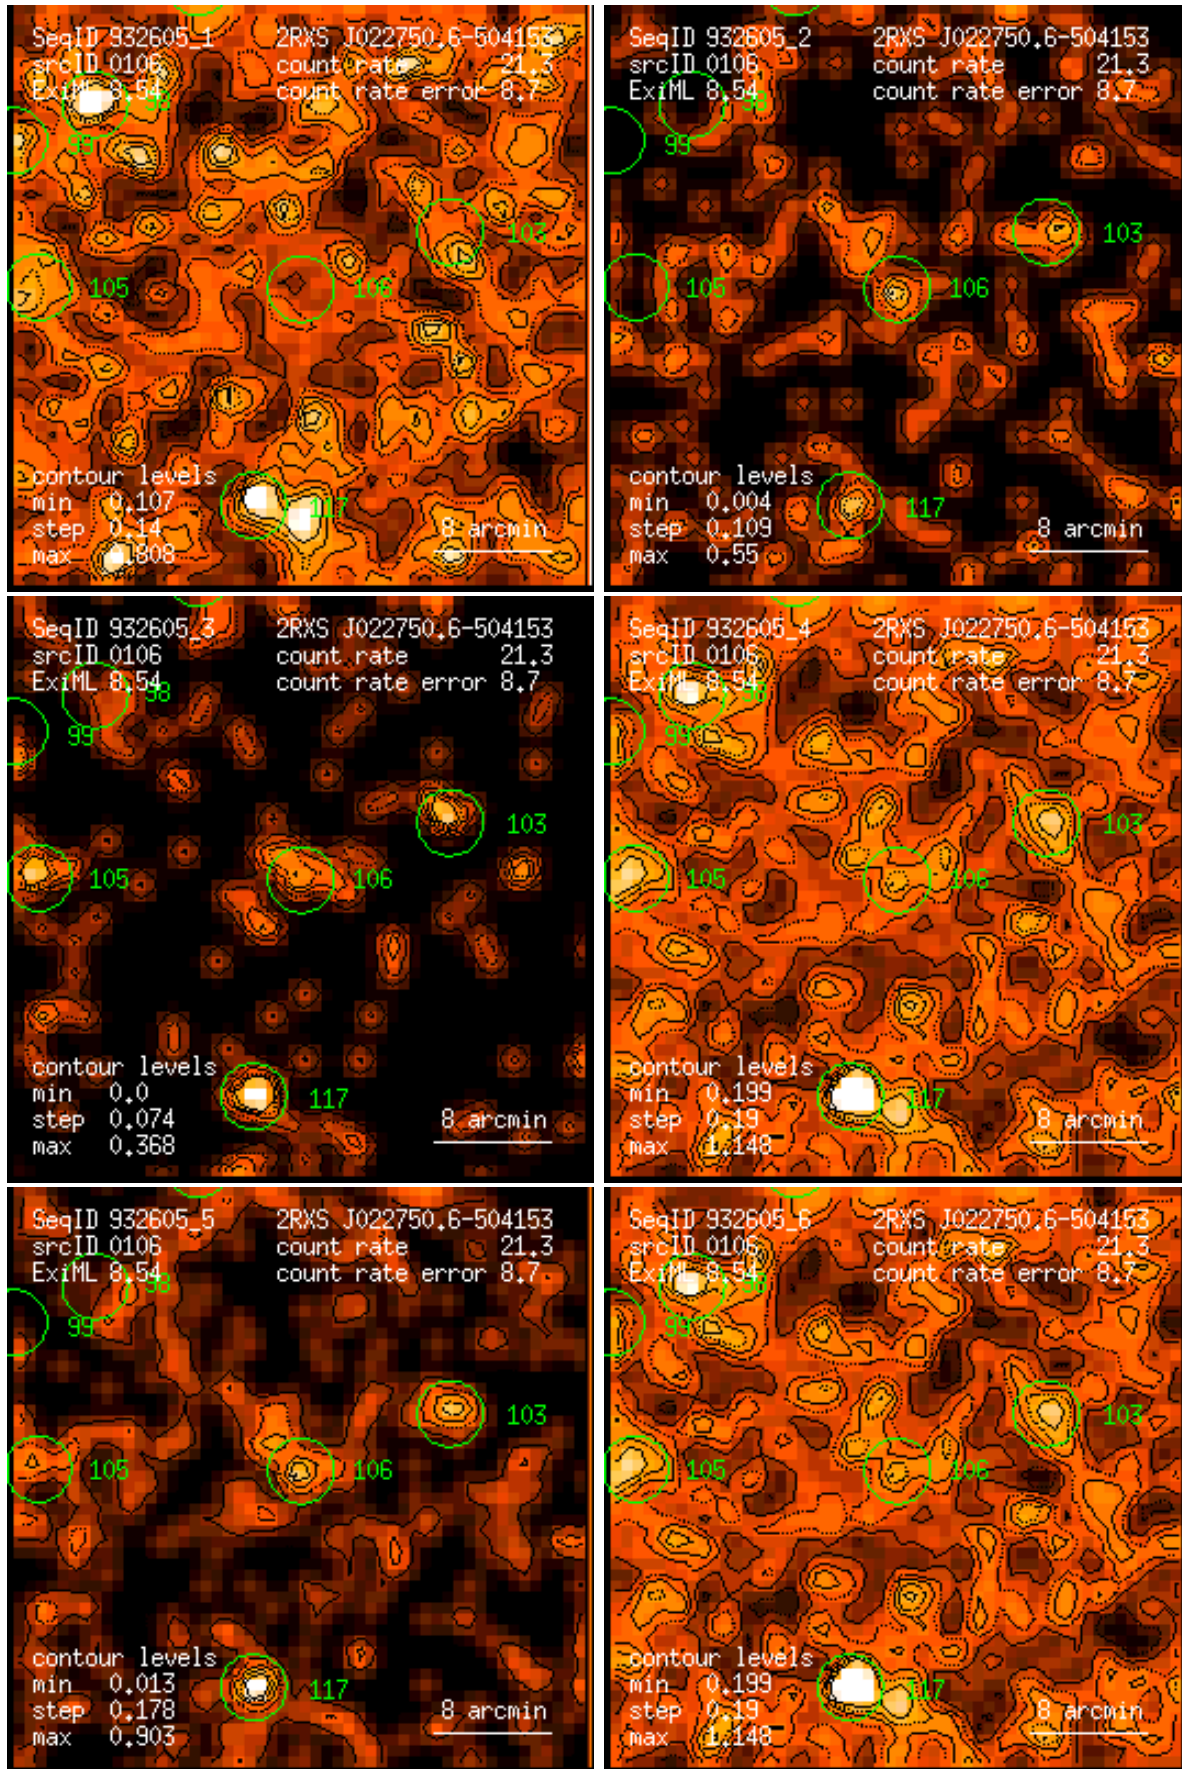 SeqID 932605_1 2RXS J022750.6-504153
srcID 0106 count rate 21.3
ExiML 8.54 count rate error 8.7
98
99
103
105
106
contour levels
min 0.107
117
step 0.14 8 arcmin
max 0.808
SeqID 932605_2 2RXS J022750.6-504153
srcID 0106 count rate 21.3
ExiML 8.54 count rate error 8.7
98
99
103
105 106
contour levels
min 0.004 117
step 0.109 8 arcmin
max 0.55
SeqID 932605_3 2RXS J022750.6-504153
srcID 0106 count rate 21.3
ExiML 8.54 count rate error 8.7
98
99
103
105 106
contour levels
min 0.0 117
step 0.074 8 arcmin
max 0.368
SeqID 932605_4 2RXS J022750.6-504153
srcID 0106 count rate 21.3
ExiML 8.54 count rate error 8.7
98
99
103
105 106
contour levels
min 0.199 117
step 0.19 8 arcmin
max 1.148
SeqID 932605_5 2RXS J022750.6-504153
srcID 0106 count rate 21.3
ExiML 8.54 count rate error 8.7
98
99
103
105 106
contour levels
min 0.013 117
step 0.178 8 arcmin
max 0.903
SeqID 932605_6 2RXS J022750.6-504153
srcID 0106 count rate 21.3
ExiML 8.54 count rate error 8.7
98
99
103
105 106
contour levels
min 0.199 117
step 0.19 8 arcmin
max 1.148